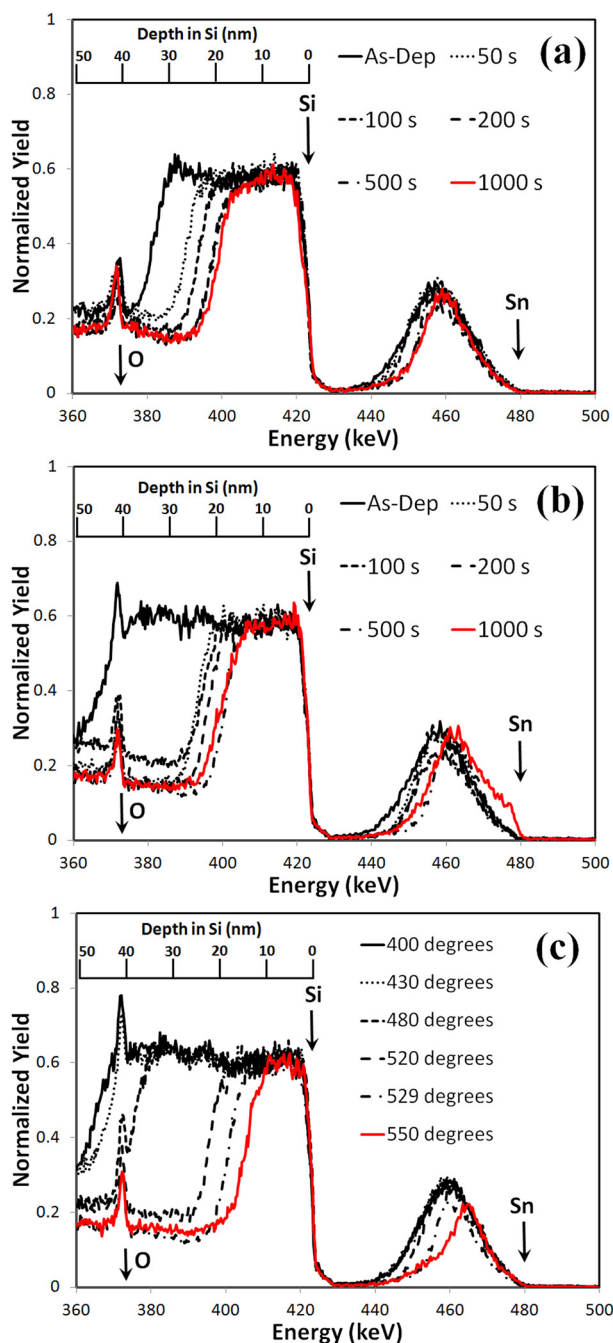 1
(a)
Depth in Si (nm)
50 40 30 20 10 0
As-Dep 50 s
0.8
Si
100 s 200 s
0.6
500 s 1000 s
Normalized Yield
0.4
Sn
0.2
O
0
360 380 400 420 440 460 480 500
Energy (keV)
1
(b)
Depth in Si (nm)
50 40 30 20 10 0
As-Dep 50 s
0.8
Si
100 s 200 s
0.6
500 s 1000 s
Normalized Yield
0.4
Sn
0.2
O
0
360 380 400 420 440 460 480 500
Energy (keV)
1
(c)
Depth in Si (nm)
50 40 30 20 10 0
400 degrees
430 degrees
0.8
Si
480 degrees
520 degrees
0.6
529 degrees
550 degrees
Normalized Yield
0.4
Sn
0.2
O
0
360 380 400 420 440 460 480 500
Energy (keV)